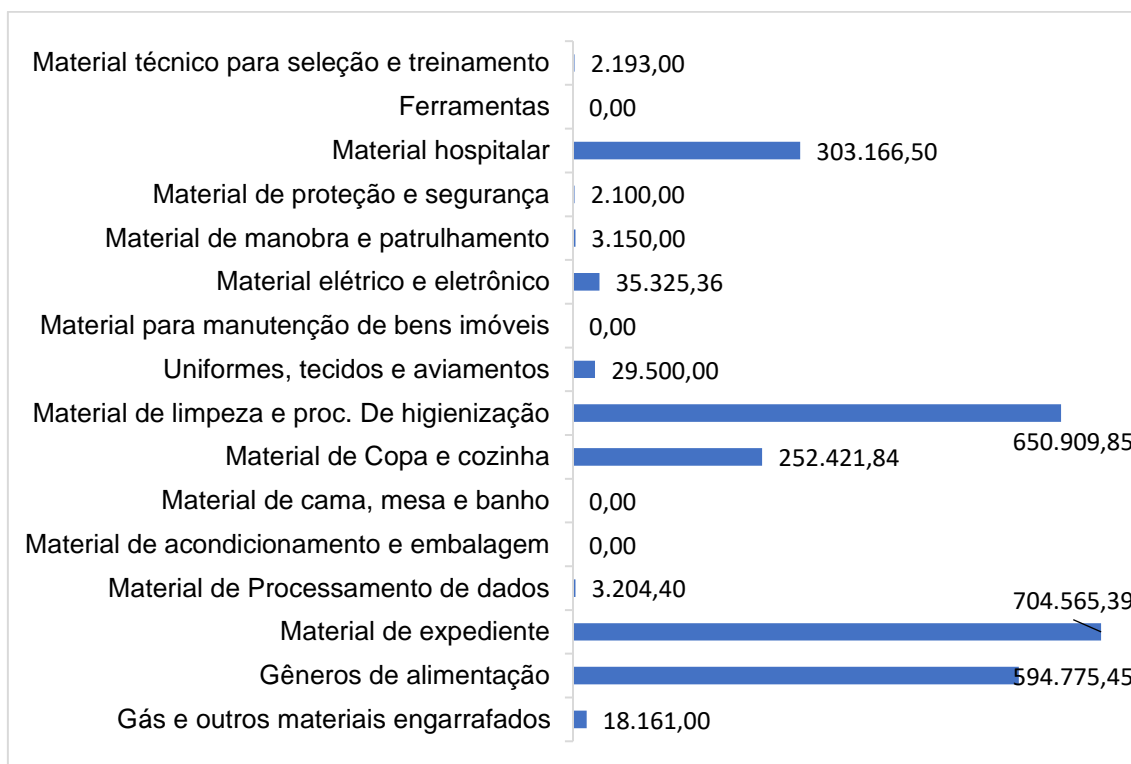 Material técnico para seleção e treinamento 2.193,00
Ferramentas 0,00
Material hospitalar 303.166,50
Material de proteção e segurança 2.100,00
Material de manobra e patrulhamento 3.150,00
Material elétrico e eletrônico 35.325,36
Material para manutenção de bens imóveis 0,00
Uniformes, tecidos e aviamentos 29.500,00
Material de limpeza e proc. De higienização 650.909,85
Material de Copa e cozinha 252.421,84
Material de cama, mesa e banho 0,00
Material de acondicionamento e embalagem 0,00
Material de Processamento de dados 3.204,40
Material de expediente 704.565,39
Gêneros de alimentação 594.775,45
Gás e outros materiais engarrafados 18.161,00